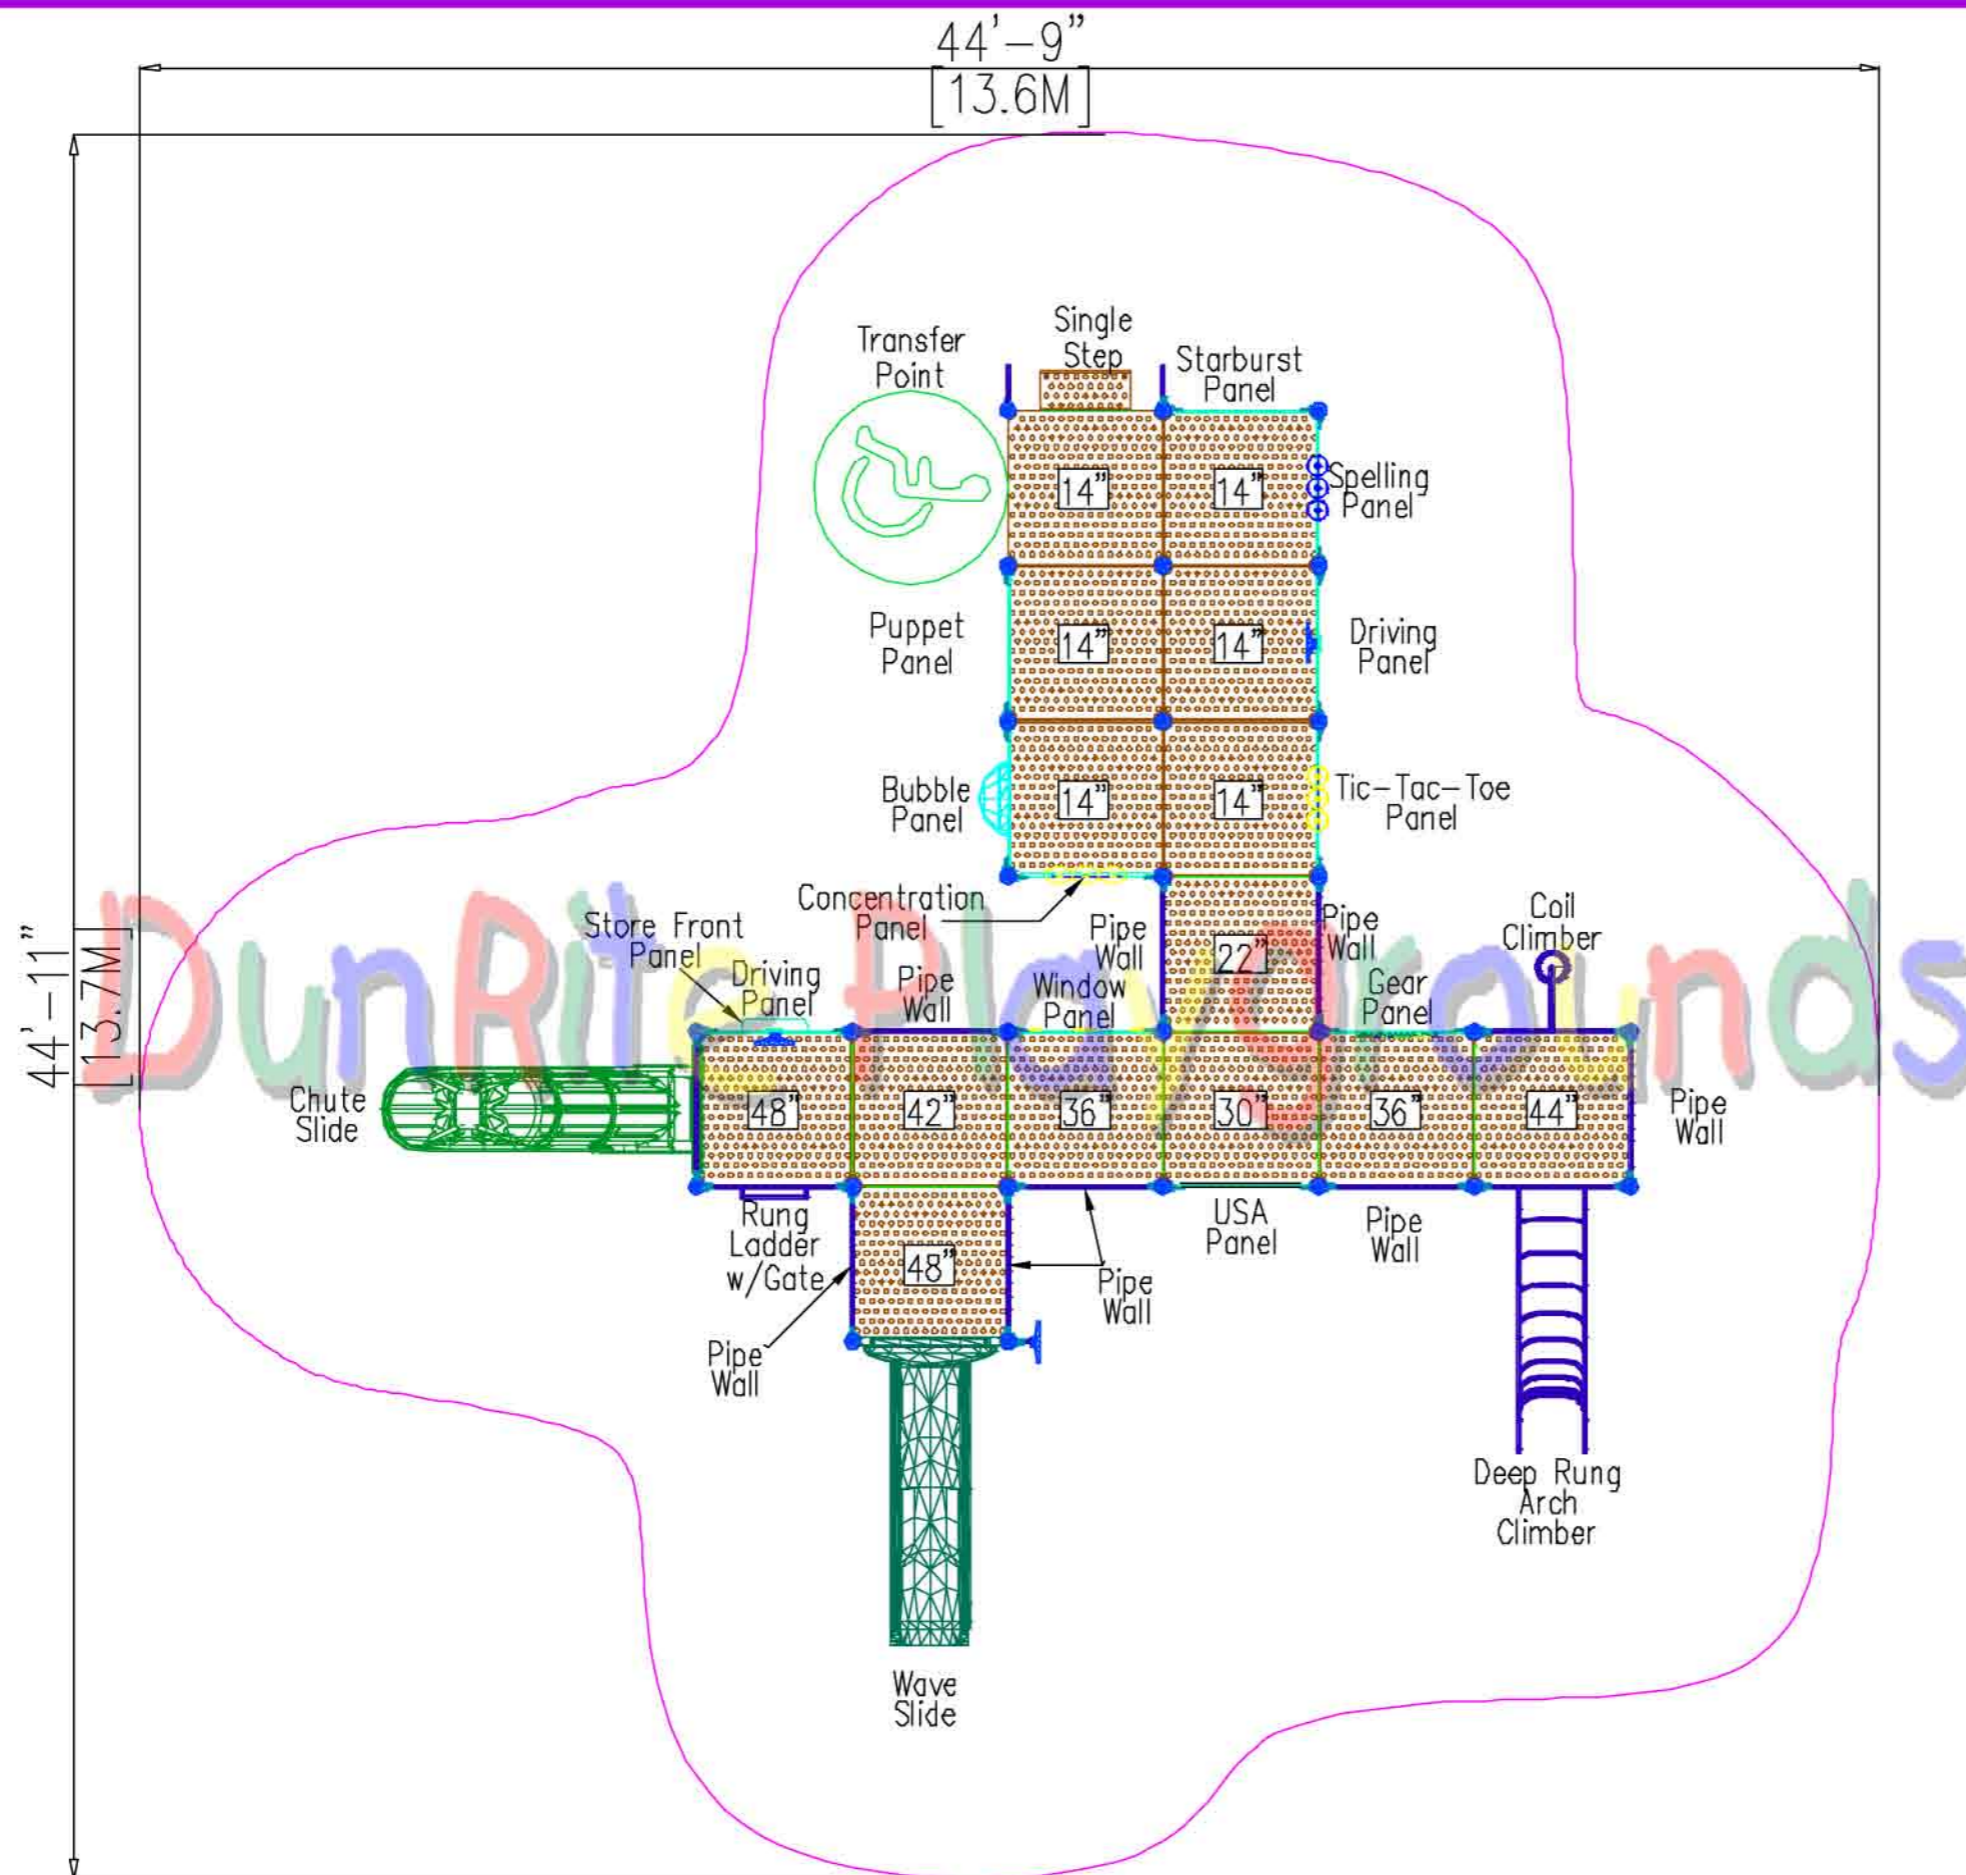 44'-9"
[13.6M]
Single
Step
Transfer
Point
Starburst
Panel
14"
14"
Spelling
Panel
Puppet
Panel
14"
14"
Driving
Panel
Bubble
Panel
14"
14"
Tic-Tac-Toe
Panel
Concentration
Panel
Store Front
Panel
Driving
Panel
Pipe
Wall
Pipe
Wall
Window
Panel
22"
Pipe
Wall
Gear
Panel
Coil
Climber
44'-11"
[13.7M]
DunRite Playgrounds
Chute
Slide
48"
42"
36"
30"
36"
44"
Pipe
Wall
Rung
Ladder
w/Gate
48"
Pipe
Wall
USA
Panel
Pipe
Wall
Pipe
Wall
Deep Rung
Arch
Climber
Wave
Slide